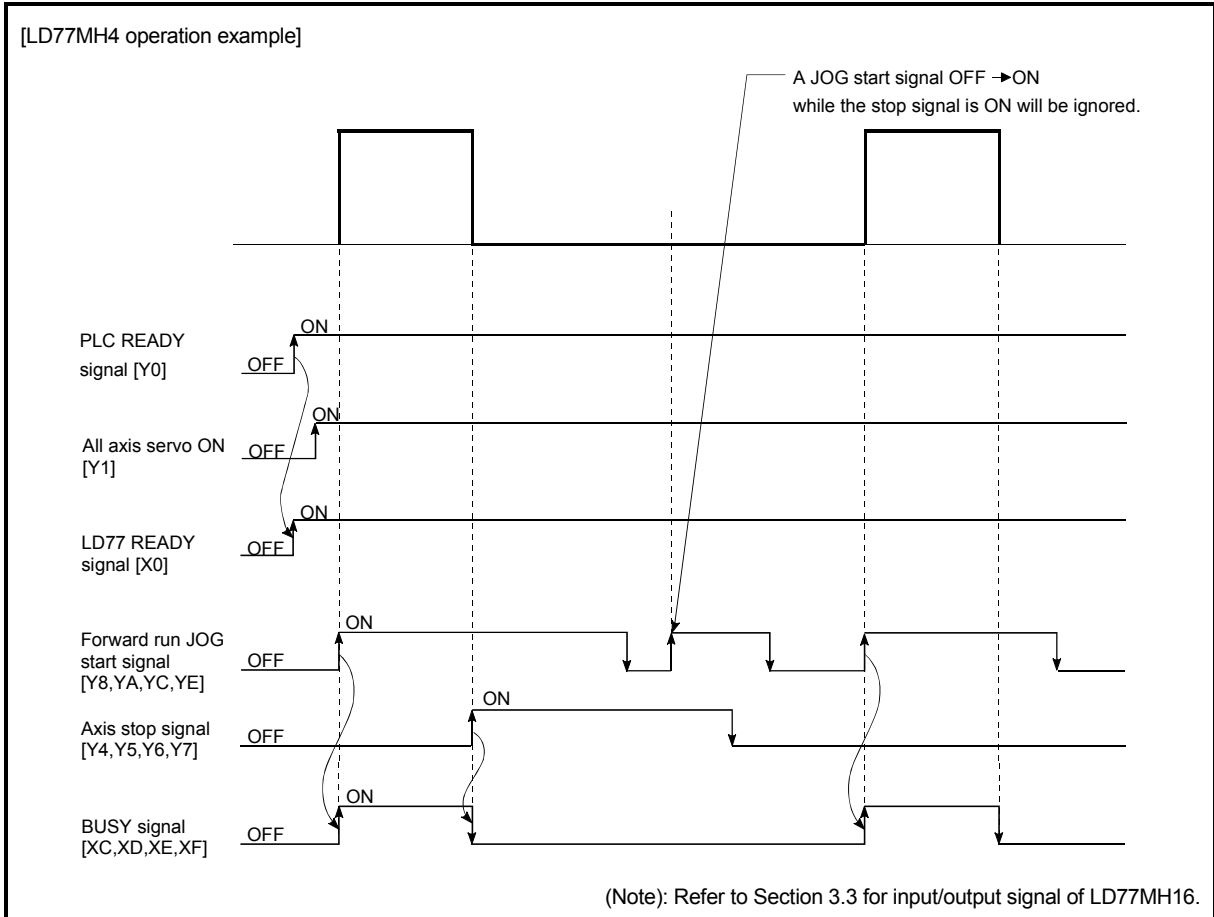 [LD77MH4 operation example]
A JOG start signal OFF →ON
while the stop signal is ON will be ignored.
PLC READY
signal [Y0]
OFF
ON
All axis servo ON
[Y1]
OFF
ON
LD77 READY
signal [X0]
OFF
ON
Forward run JOG
start signal
[Y8,YA,YC,YE]
OFF
ON
Axis stop signal
[Y4,Y5,Y6,Y7]
OFF
ON
BUSY signal
[XC,XD,XE,XF]
OFF
ON
(Note): Refer to Section 3.3 for input/output signal of LD77MH16.